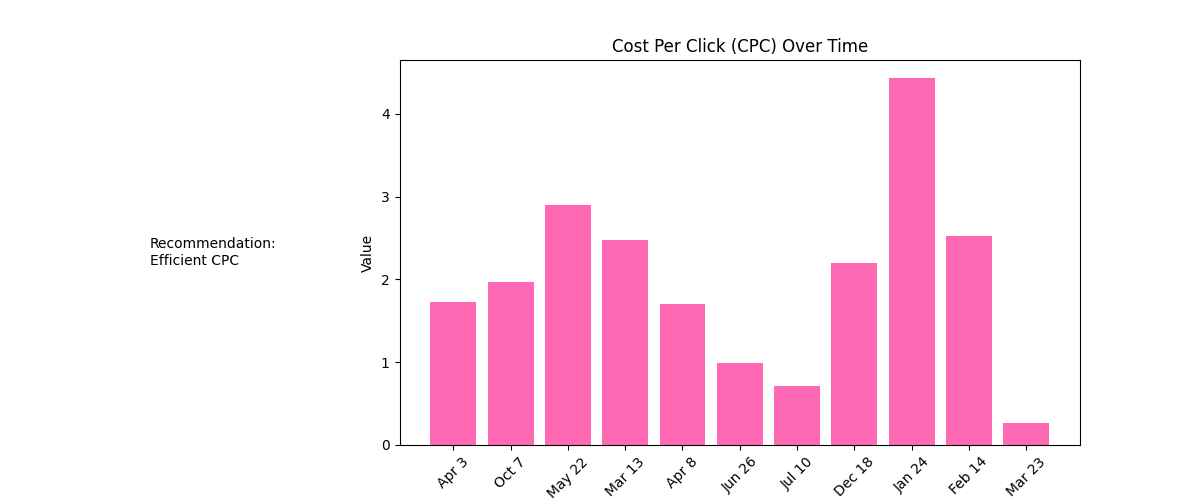 Cost Per Click (CPC) Over Time
Recommendation:
Efficient CPC
Value
4
3
2
1
0
Apr 3
Oct 7
May 22
Mar 13
Apr 8
Jun 26
Jul 10
Dec 18
Jan 24
Feb 14
Mar 23